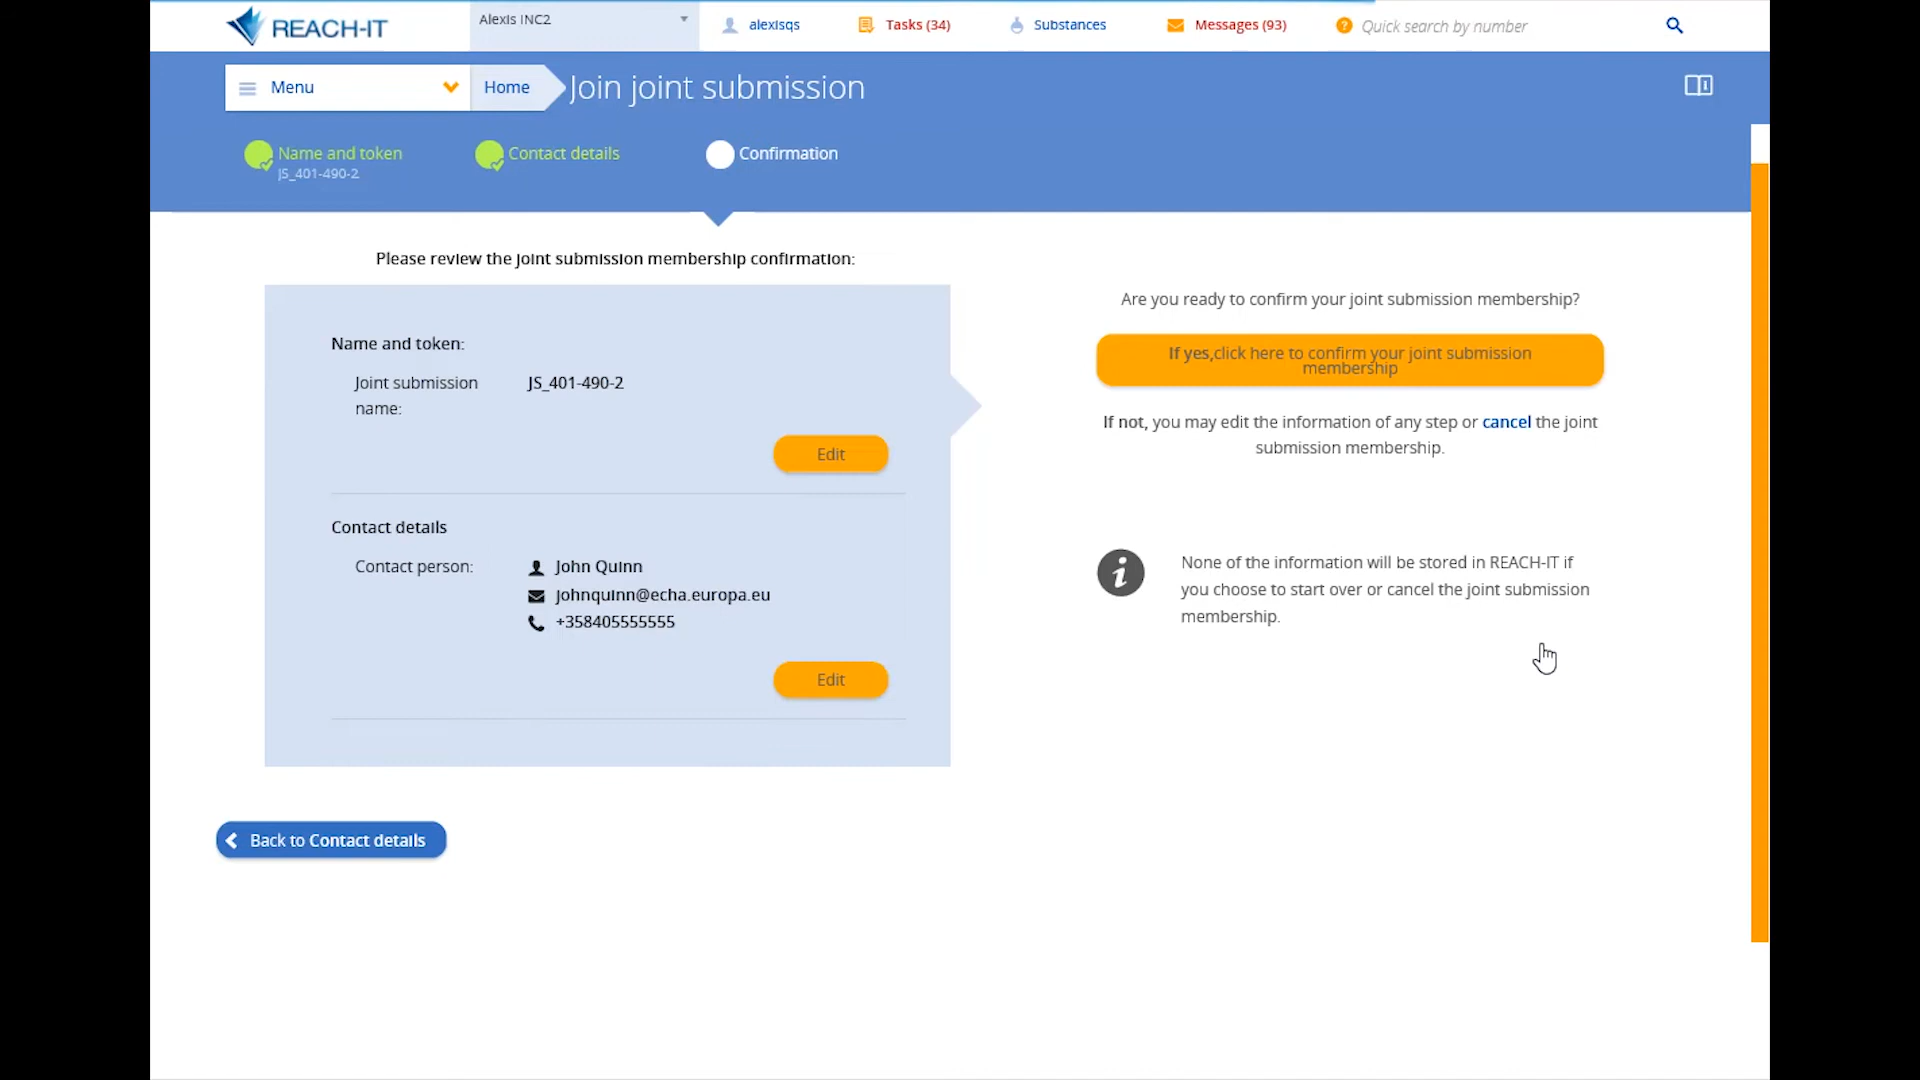 REACH-IT
Alexis INC2
alexisqs
Tasks (34)
Substances
Messages (93)
Quick search by number
Menu
Home
Join joint submission
Name and token
JS_401-490-2
Contact details
Confirmation
Please review the joint submission membership confirmation:
Name and token:
Joint submission
name:
JS_401-490-2
Edit
Contact details
Contact person:
John Quinn
johnquinn@echa.europa.eu
+358405555555
Edit
Back to Contact details
Are you ready to confirm your joint submission membership?
If yes,click here to confirm your joint submission
membership
If not, you may edit the information of any step or cancel the joint
submission membership.
None of the information will be stored in REACH-IT if
you choose to start over or cancel the joint submission
membership.